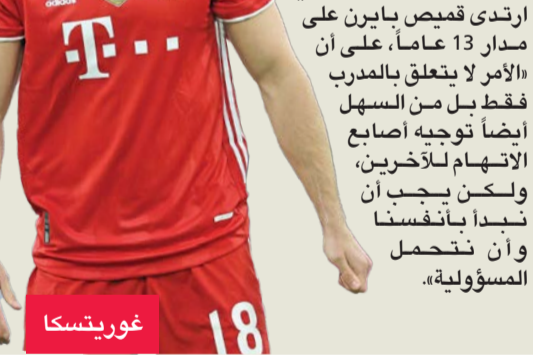 ارتدى قميص بايرن على
مدار 13 عاماً، على أن
«الأمر لا يتعلق بالمدرب
فقط بل من السهل
أيضاً توجيه أصابع
الاتهام للآخرين،
ولكن يجب أن
نبدأ بأنفسنا
وأن نتحمل
المسؤولية».
adidas
T
18
غوريتسكا